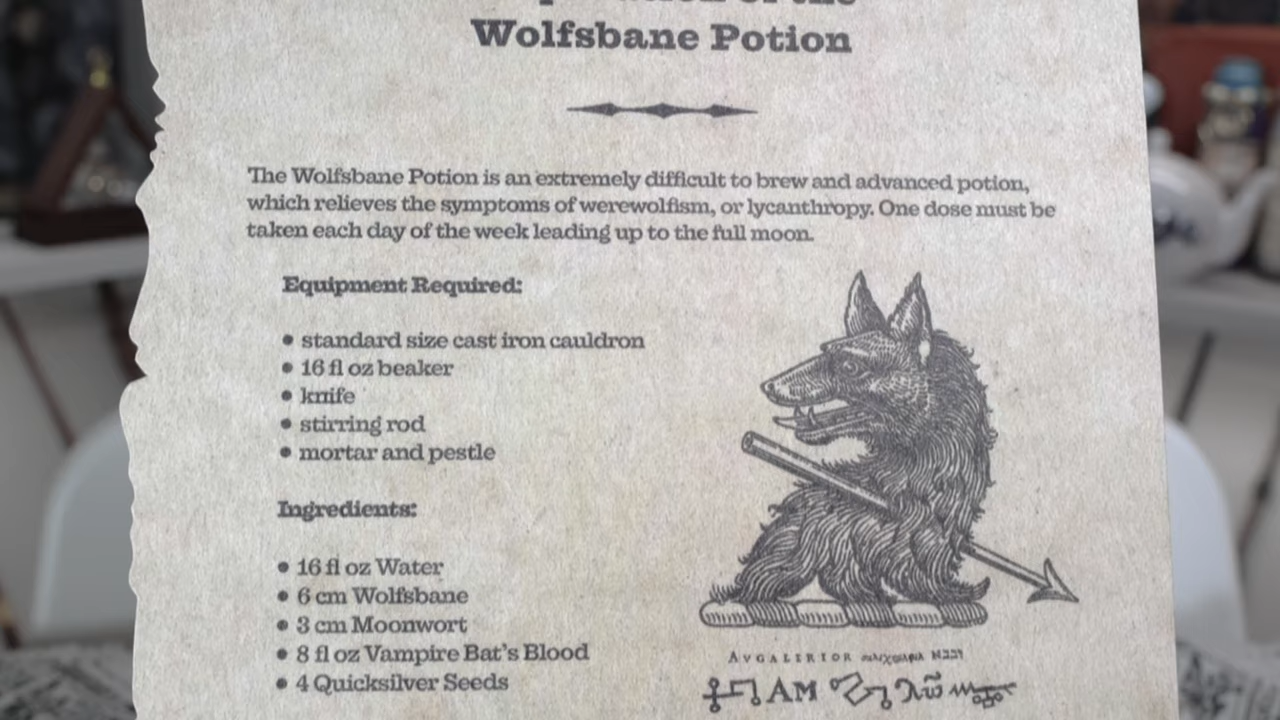 of the
Wolfsbane Potion
The Wolfsbane Potion is an extremely difficult to brew and advanced potion,
which relieves the symptoms of werewolfism, or lycanthropy. One dose must be
taken each day of the week leading up to the full moon.
Equipment Required:
• standard size cast iron cauldron
• 16 fl oz beaker
• knife
• stirring rod
• mortar and pestle
Ingredients:
• 16 fl oz Water
• 6 cm Wolfsbane
• 3 cm Moonwort
• 8 fl oz Vampire Bat's Blood
• 4 Quicksilver Seeds
AM